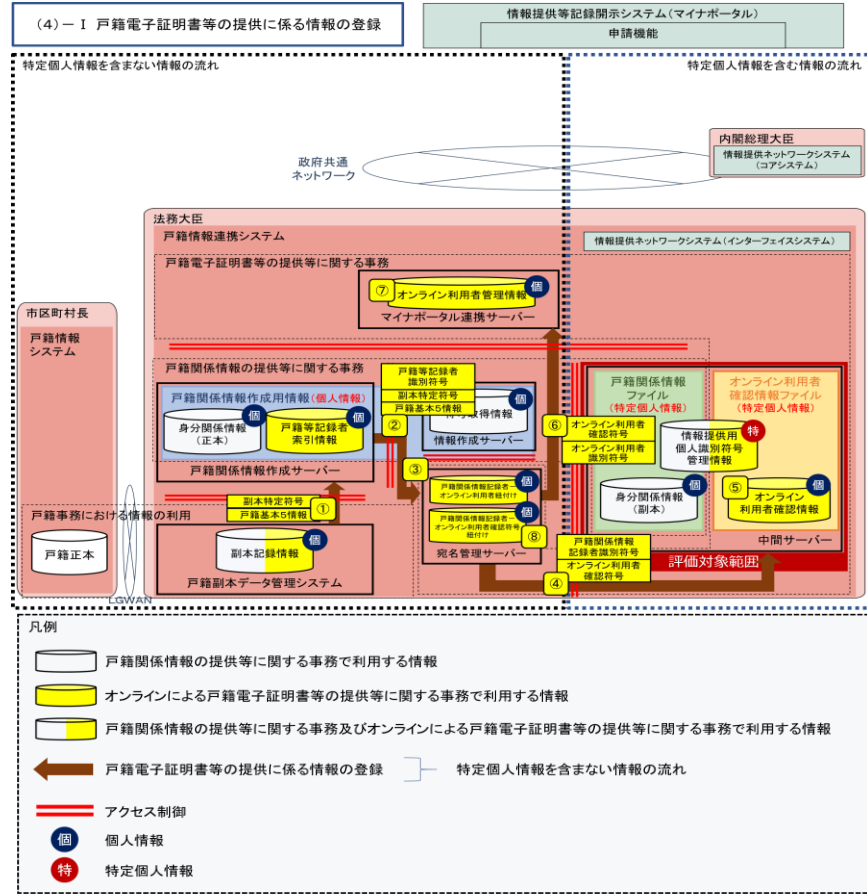 (4)－Ⅰ 戸籍電子証明書等の提供に係る情報の登録
情報提供等記録開示システム(マイナポータル)
申請機能
特定個人情報を含まない情報の流れ
特定個人情報を含む情報の流れ
内閣総理大臣
情報提供ネットワークシステム
(コアシステム)
政府共通
ネットワーク
法務大臣
戸籍情報連携システム
情報提供ネットワークシステム(インターフェイスシステム)
戸籍電子証明書等の提供等に関する事務
⑦
オンライン利用者管理情報
個
マイナポータル連携サーバー
市区町村長
戸籍情報
システム
戸籍関係情報の提供等に関する事務
戸籍等記録者
識別符号
副本特定符号
戸籍基本5情報
②
戸籍関係情報作成用情報(個人情報)
身分関係情報
(正本)
個
戸籍等記録者
索引情報
個
取得情報
個
情報作成サーバー
戸籍関係情報作成サーバー
⑥
オンライン利用者
確認符号
オンライン利用者
識別符号
戸籍関係情報
ファイル
(特定個人情報)
オンライン利用者
確認情報ファイル
(特定個人情報)
情報提供用
個人識別符号
管理情報
特
身分関係情報
(副本)
個
⑤
オンライン
利用者確認情報
個
中間サーバー
評価対象範囲
③
戸籍関係情報記録者ー
オンライン利用者紐付け
個
戸籍関係情報記録者ー
オンライン利用者確認符号
紐付け
個
⑧
宛名管理サーバー
副本特定符号
戸籍基本5情報
①
戸籍事務における情報の利用
戸籍正本
副本記録情報
個
戸籍副本データ管理システム
戸籍関係情報
記録者識別符号
オンライン利用者
確認符号
④
LGWAN
凡例
戸籍関係情報の提供等に関する事務で利用する情報
オンラインによる戸籍電子証明書等の提供等に関する事務で利用する情報
戸籍関係情報の提供等に関する事務及びオンラインによる戸籍電子証明書等の提供等に関する事務で利用する情報
戸籍電子証明書等の提供に係る情報の登録
特定個人情報を含まない情報の流れ
アクセス制御
個
個人情報
特
特定個人情報